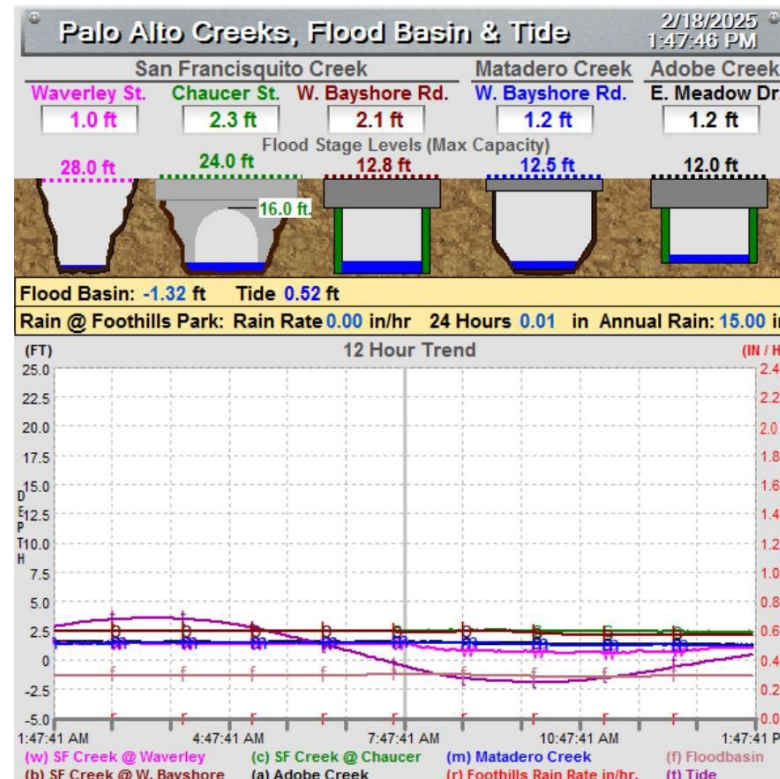 Palo Alto Creeks, Flood Basin & Tide
2/18/2025
1:47:46 PM
San Francisquito Creek Matadero Creek Adobe Creek
Waverley St. Chaucer St. W. Bayshore Rd. W. Bayshore Rd. E. Meadow Dr
1.0 ft 2.3 ft 2.1 ft 1.2 ft 1.2 ft
Flood Stage Levels (Max Capacity)
28.0 ft 24.0 ft 12.8 ft 12.5 ft 12.0 ft
16.0 ft.
Flood Basin: -1.32 ft Tide 0.52 ft
Rain @ Foothills Park: Rain Rate 0.00 in/hr 24 Hours 0.01 in Annual Rain: 15.00 i
(FT) 12 Hour Trend (IN / H
25.0 2.4
22.5 2.2
20.0 2.0
17.5 1.8
15.0 1.6
12.5 1.4
10.0 1.2
7.5 1.0
5.0 0.8
2.5 0.6
0 0.4
-2.5 0.2
-5.0 0.0
DEPTH
1:47:41 AM 4:47:41 AM 7:47:41 AM 10:47:41 AM 1:47:41 P
(w) SF Creek @ Waverley (c) SF Creek @ Chaucer (m) Matadero Creek (f) Floodbasin
(b) SF Creek @ W. Bayshore (a) Adobe Creek (r) Foothills Rain Rate in/hr. (t) Tide